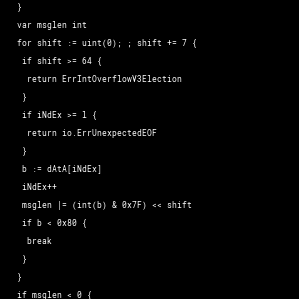 }
var msglen int
for shift := uint(0); ; shift += 7 {
if shift >= 64 {
return ErrIntOverflowV3Election
}
if iNdEx >= l {
return io.ErrUnexpectedEOF
}
b := dAtA[iNdEx]
iNdEx++
msglen |= (int(b) & 0x7F) << shift
if b < 0x80 {
break
}
}
if msglen < 0 {